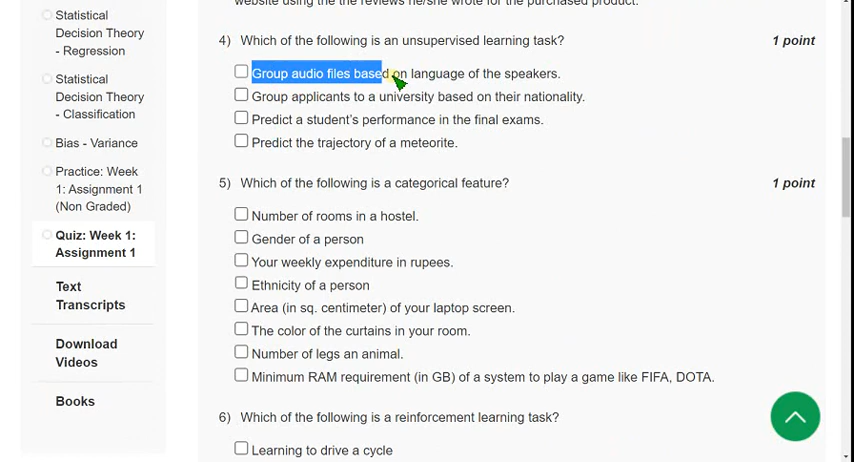 website using the the reviews he/she wrote for the purchased product.
Statistical
Decision Theory
- Regression
Statistical
Decision Theory
- Classification
Bias - Variance
Practice: Week
1: Assignment 1
(Non Graded)
Quiz: Week 1:
Assignment 1
Text
Transcripts
Download
Videos
Books
4) Which of the following is an unsupervised learning task? 1 point
Group audio files based on language of the speakers.
Group applicants to a university based on their nationality.
Predict a student's performance in the final exams.
Predict the trajectory of a meteorite.
5) Which of the following is a categorical feature? 1 point
Number of rooms in a hostel.
Gender of a person
Your weekly expenditure in rupees.
Ethnicity of a person
Area (in sq. centimeter) of your laptop screen.
The color of the curtains in your room.
Number of legs an animal.
Minimum RAM requirement (in GB) of a system to play a game like FIFA, DOTA.
6) Which of the following is a reinforcement learning task?
Learning to drive a cycle